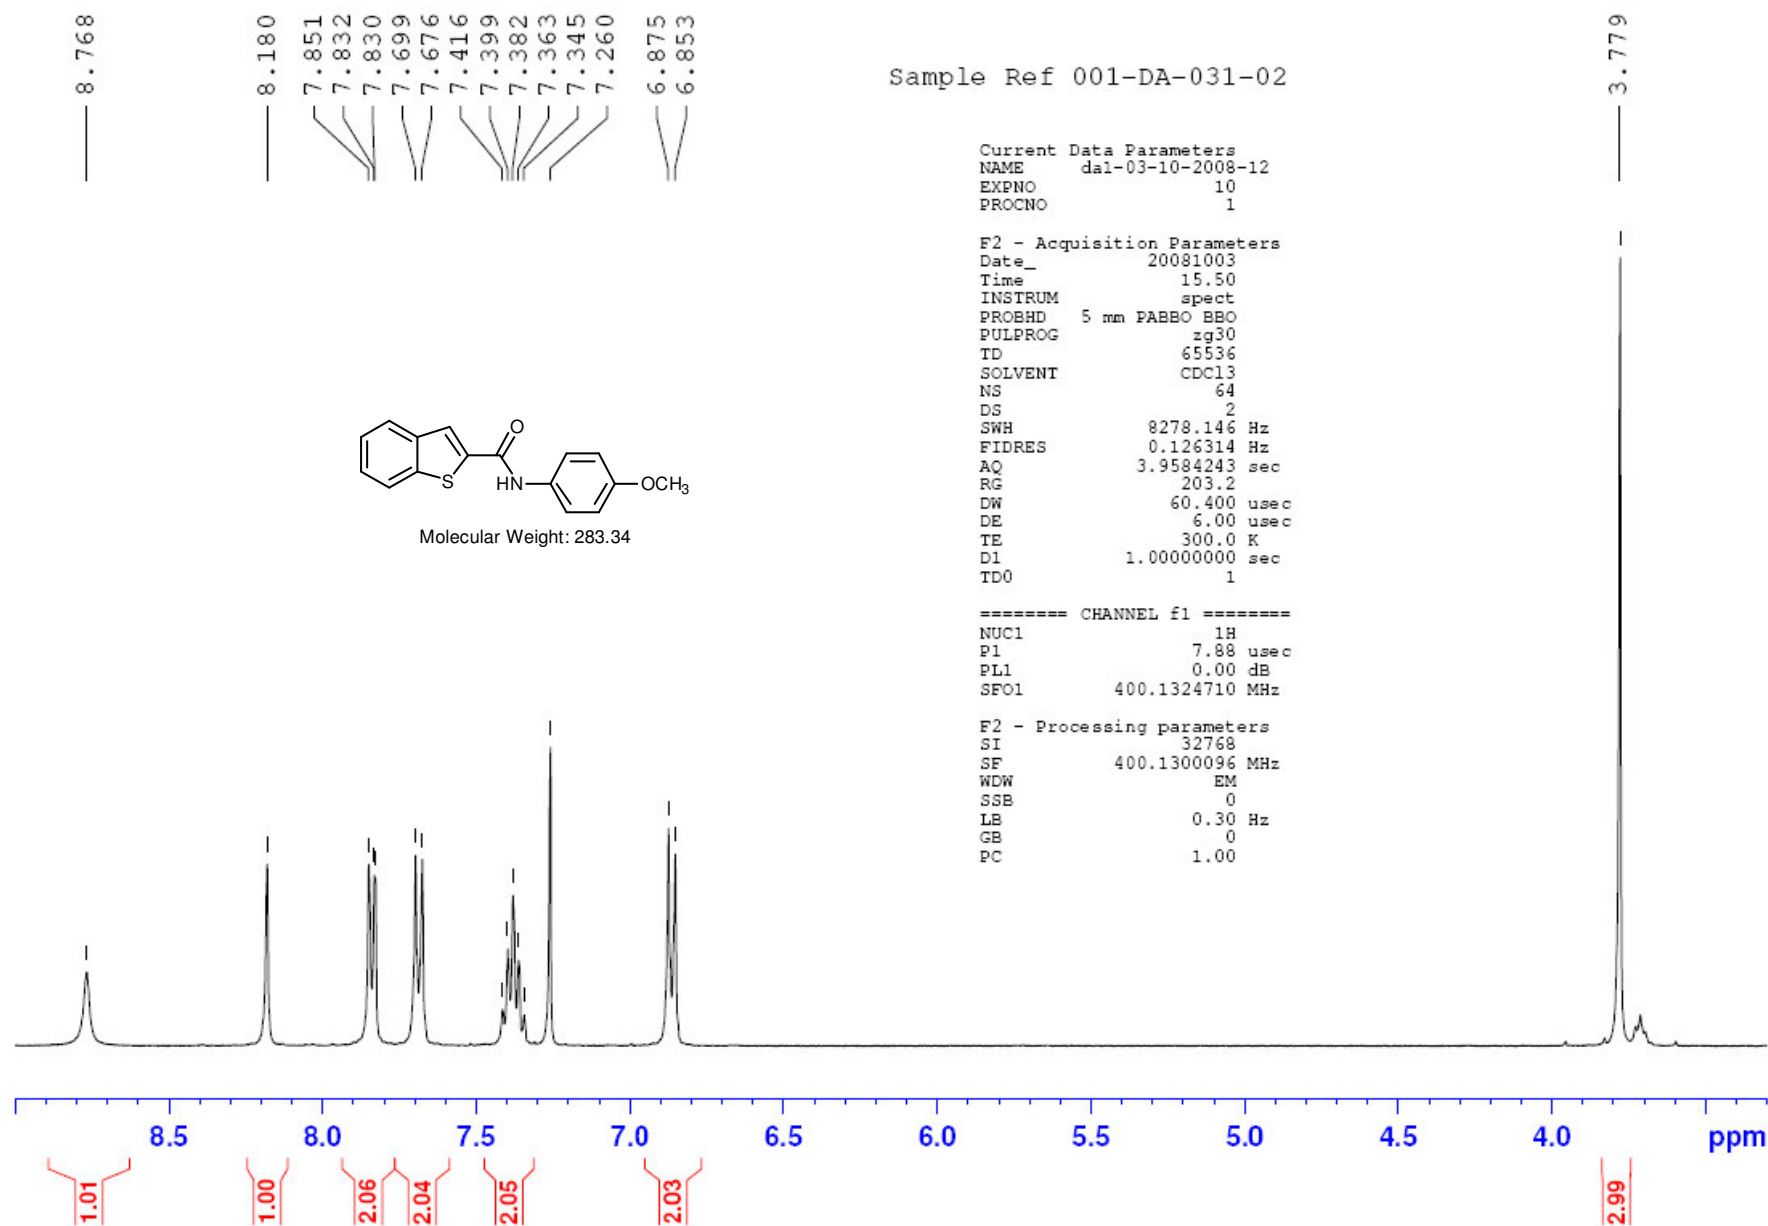 8.768
8.180
7.851
7.832
7.830
7.699
7.676
7.416
7.399
7.382
7.363
7.345
7.260
6.875
6.853
3.779
Sample Ref 001-DA-031-02
Current Data Parameters
NAME da1-03-10-2008-12
EXPNO 10
PROCNO 1
F2 - Acquisition Parameters
Date_ 20081003
Time 15.50
INSTRUM spect
PROBHD 5 mm PABBO BBO
PULPROG zg30
TD 65536
SOLVENT CDCl3
NS 64
DS 2
SWH 8278.146 Hz
FIDRES 0.126314 Hz
AQ 3.9584243 sec
RG 203.2
DW 60.400 usec
DE 6.00 usec
TE 300.0 K
D1 1.00000000 sec
TD0 1
======== CHANNEL f1 ========
NUC1 1H
P1 7.88 usec
PL1 0.00 dB
SFO1 400.1324710 MHz
F2 - Processing parameters
SI 32768
SF 400.1300096 MHz
WDW EM
SSB 0
LB 0.30 Hz
GB 0
PC 1.00
O
S
HN
OCH3
Molecular Weight: 283.34
8.5 8.0 7.5 7.0 6.5 6.0 5.5 5.0 4.5 4.0 ppm
1.01
1.00
2.06
2.04
2.05
2.03
2.99